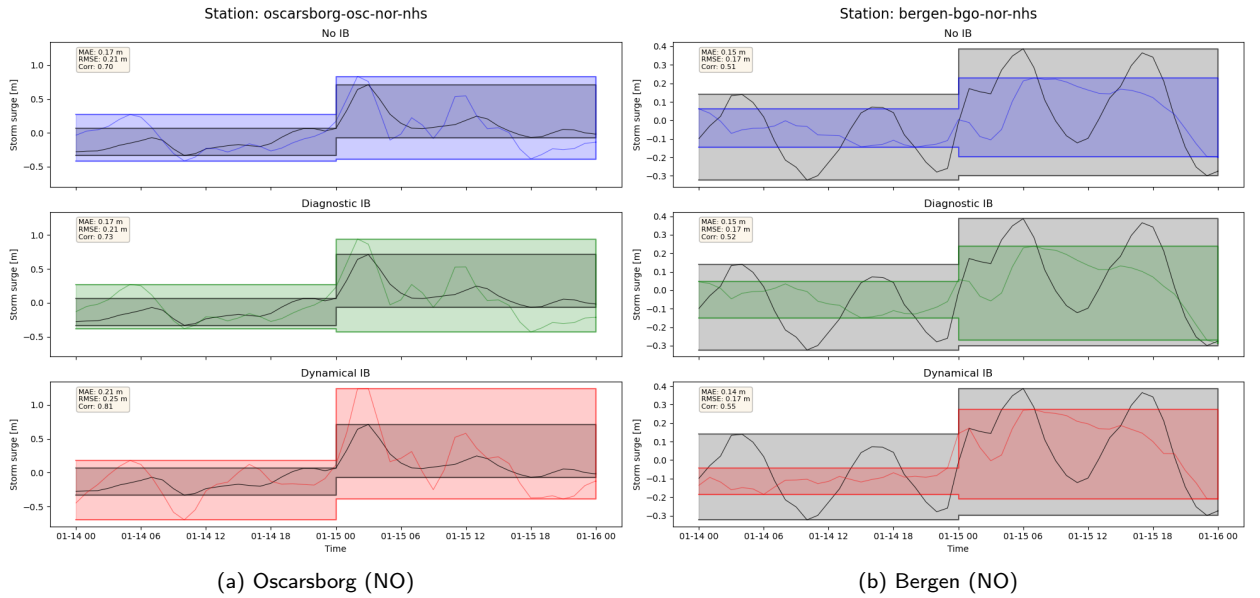 Station: oscarsborg-osc-nor-nhs
No IB
MAE: 0.17 m
RMSE: 0.21 m
Corr: 0.70
Storm surge [m]
1.0
0.5
0.0
−0.5
Diagnostic IB
MAE: 0.17 m
RMSE: 0.21 m
Corr: 0.73
Storm surge [m]
1.0
0.5
0.0
−0.5
Dynamical IB
MAE: 0.21 m
RMSE: 0.25 m
Corr: 0.81
Storm surge [m]
1.0
0.5
0.0
−0.5
01-14 00 01-14 06 01-14 12 01-14 18 01-15 00 01-15 06 01-15 12 01-15 18 01-16 00
Time
(a) Oscarsborg (NO)
Station: bergen-bgo-nor-nhs
No IB
MAE: 0.15 m
RMSE: 0.17 m
Corr: 0.51
Storm surge [m]
0.4
0.3
0.2
0.1
0.0
−0.1
−0.2
−0.3
Diagnostic IB
MAE: 0.15 m
RMSE: 0.17 m
Corr: 0.52
Storm surge [m]
0.4
0.3
0.2
0.1
0.0
−0.1
−0.2
−0.3
Dynamical IB
MAE: 0.14 m
RMSE: 0.17 m
Corr: 0.55
Storm surge [m]
0.4
0.3
0.2
0.1
0.0
−0.1
−0.2
−0.3
01-14 00 01-14 06 01-14 12 01-14 18 01-15 00 01-15 06 01-15 12 01-15 18 01-16 00
Time
(b) Bergen (NO)